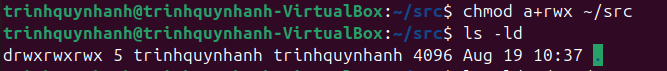 trinhquynhanh@trinhquynhanh-VirtualBox:~/src$ chmod a+rwx ~/src
trinhquynhanh@trinhquynhanh-VirtualBox:~/src$ ls -ld
drwxrwxrwx 5 trinhquynhanh trinhquynhanh 4096 Aug 19 10:37 .